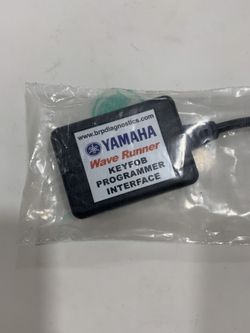 www.brpdiagnostics.com
YAMAHA
Wave Runner
KEYFOB
PROGRAMMER
INTERFACE